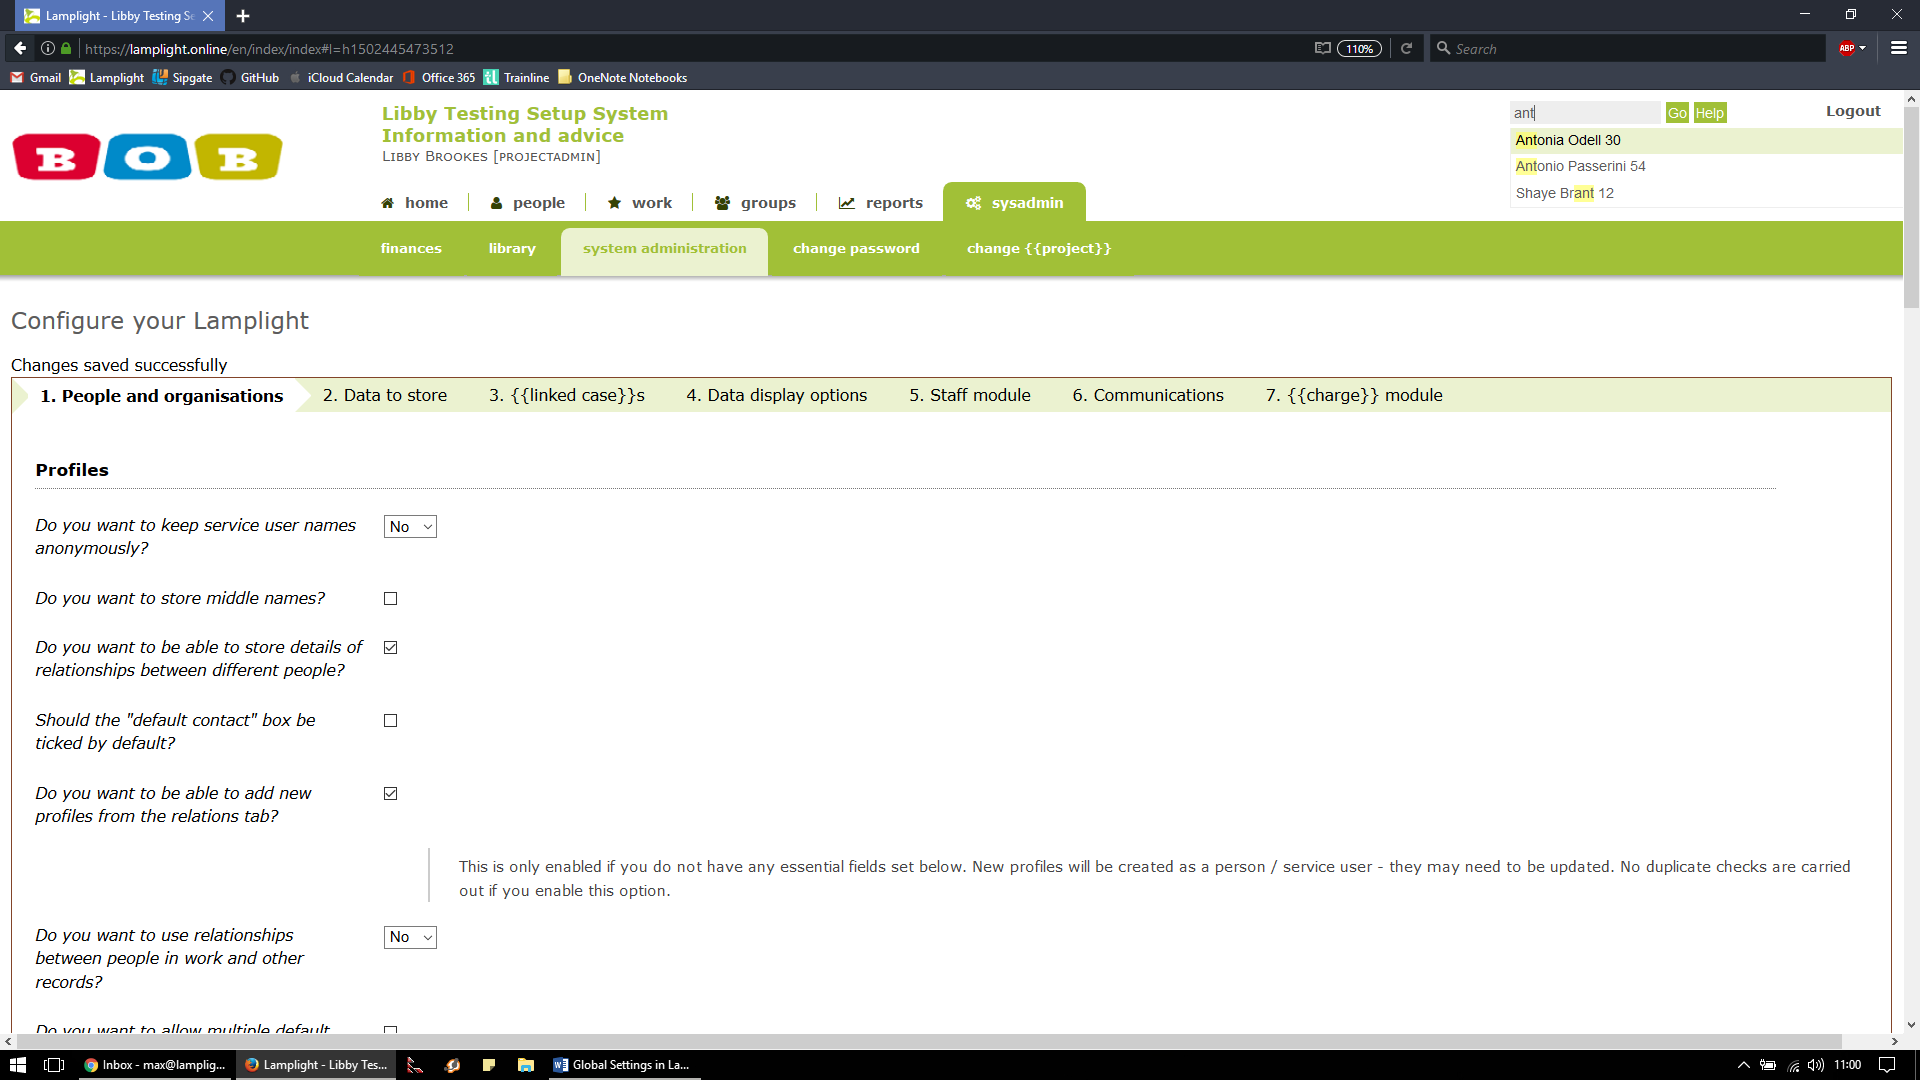 Lamplight - Libby Testing Se
https://lamplight.online/en/index/index#l=h1502445473512
110%
Search
ABP
Gmail
Lamplight
Sipgate
GitHub
iCloud Calendar
Office 365
Trainline
OneNote Notebooks
BOB
Libby Testing Setup System
Information and advice
LIBBY BROOKES [PROJECTADMIN]
ant
Go
Help
Logout
Antonia Odell 30
Antonio Passerini 54
Shaye Brant 12
home
people
work
groups
reports
sysadmin
finances
library
system administration
change password
change {{project}}
Configure your Lamplight
Changes saved successfully
1. People and organisations
2. Data to store
3. {{linked case}}s
4. Data display options
5. Staff module
6. Communications
7. {{charge}} module
Profiles
Do you want to keep service user names
anonymously?
No
Do you want to store middle names?
Do you want to be able to store details of
relationships between different people?
Should the "default contact" box be
ticked by default?
Do you want to be able to add new
profiles from the relations tab?
This is only enabled if you do not have any essential fields set below. New profiles will be created as a person / service user - they may need to be updated. No duplicate checks are carried
out if you enable this option.
Do you want to use relationships
between people in work and other
records?
No
Do you want to allow multiple default
Inbox - max@lamplig...
Lamplight - Libby Tes...
Global Settings in La...
11:00